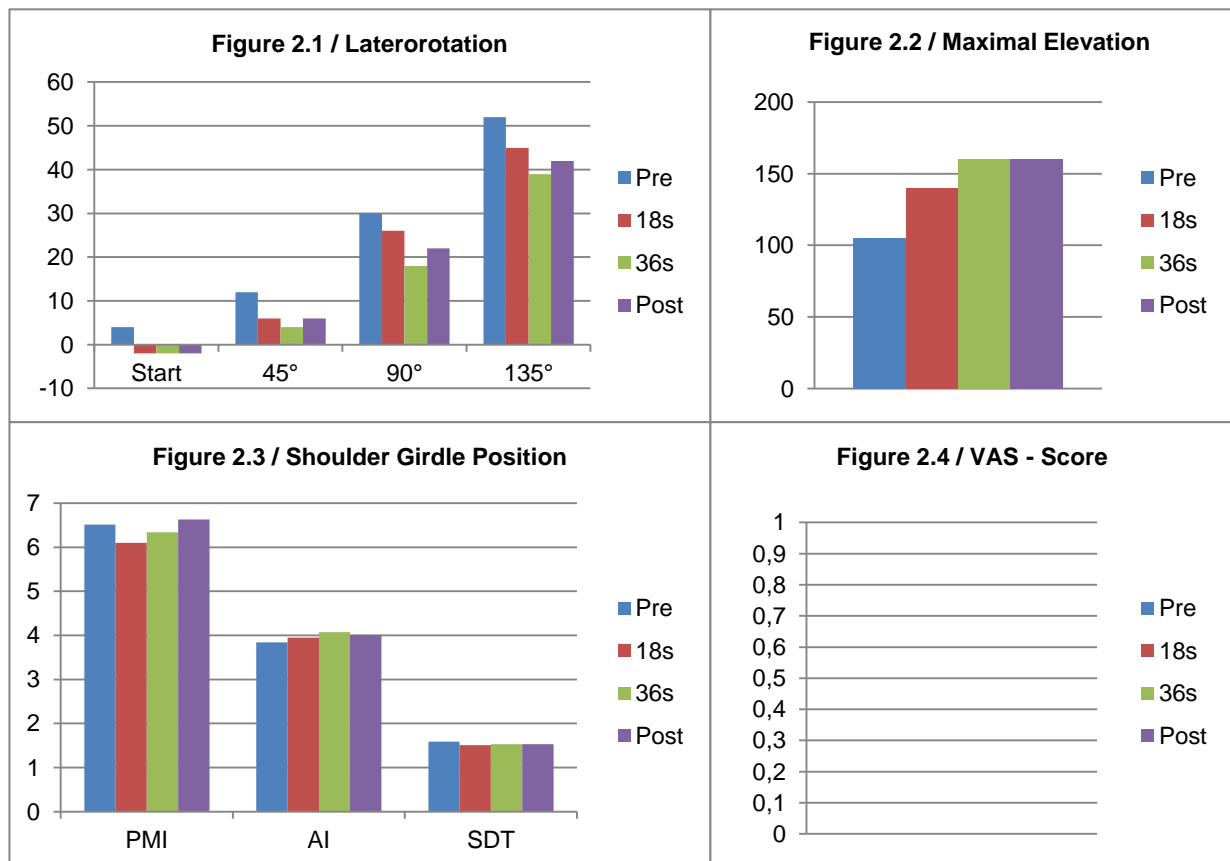 Figure 2.1 / Laterorotation
60
50
40
30
20
10
0
-10
Start 45° 90° 135°
Pre
18s
36s
Post
Figure 2.2 / Maximal Elevation
200
150
100
50
0
Pre
18s
36s
Post
Figure 2.3 / Shoulder Girdle Position
7
6
5
4
3
2
1
0
PMI AI SDT
Pre
18s
36s
Post
Figure 2.4 / VAS - Score
1
0,9
0,8
0,7
0,6
0,5
0,4
0,3
0,2
0,1
0
Pre
18s
36s
Post